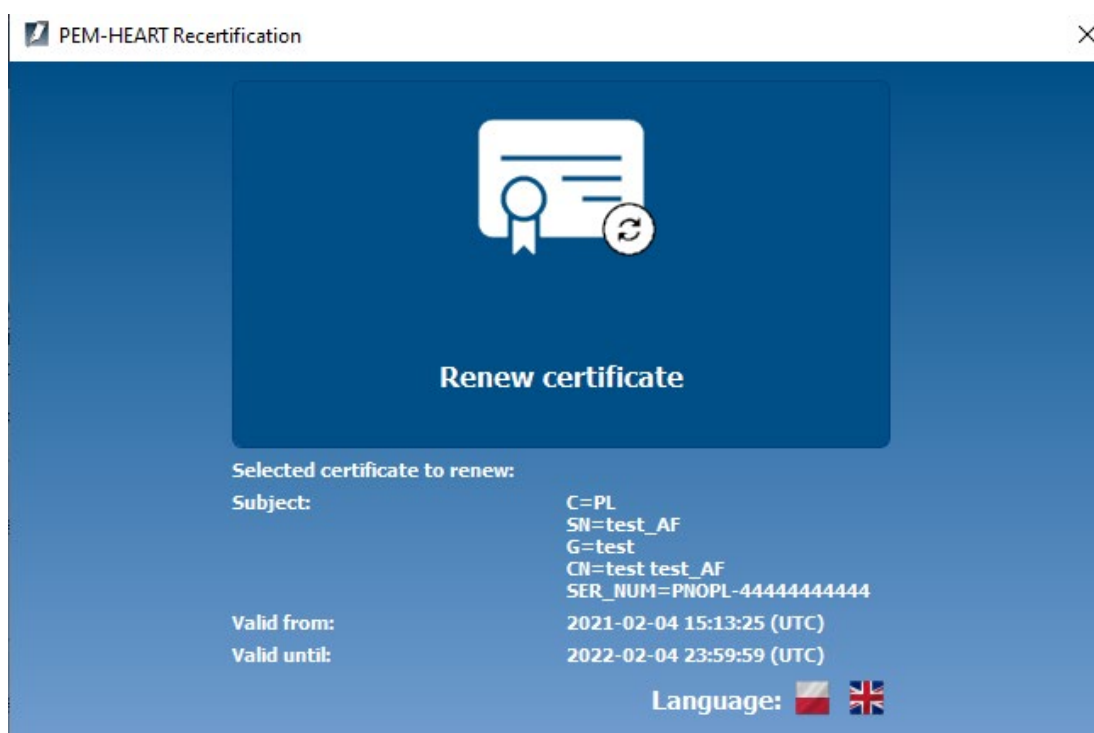 PEM-HEART Recertification
Renew certificate
Selected certificate to renew:
Subject: C=PL
SN=test_AF
G=test
CN=test test_AF
SER_NUM=PNOPL-44444444444
Valid from: 2021-02-04 15:13:25 (UTC)
Valid until: 2022-02-04 23:59:59 (UTC)
Language: